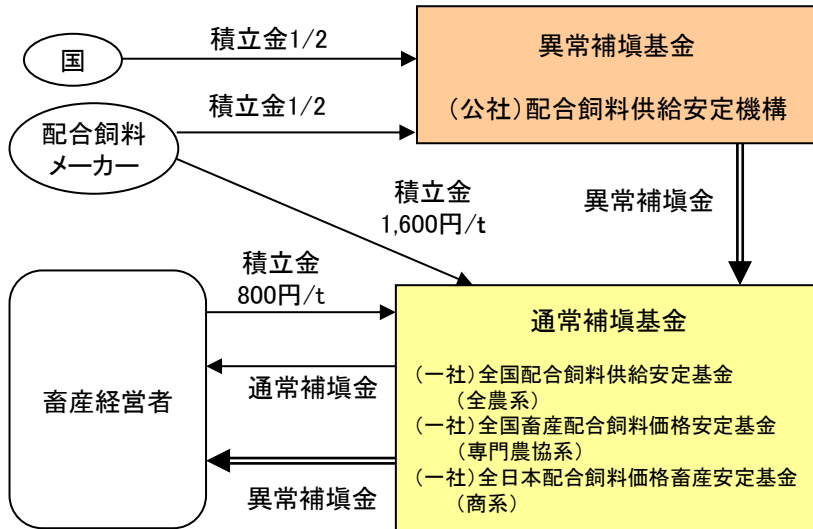 国
積立金1/2
異常補塡基金
(公社)配合飼料供給安定機構
配合飼料
メーカー
積立金1/2
積立金
1,600円/t
異常補塡金
積立金
800円/t
畜産経営者
通常補塡金
異常補塡金
通常補塡基金
(一社)全国配合飼料供給安定基金
(全農系)
(一社)全国畜産配合飼料価格安定基金
(専門農協系)
(一社)全日本配合飼料価格畜産安定基金
(商系)